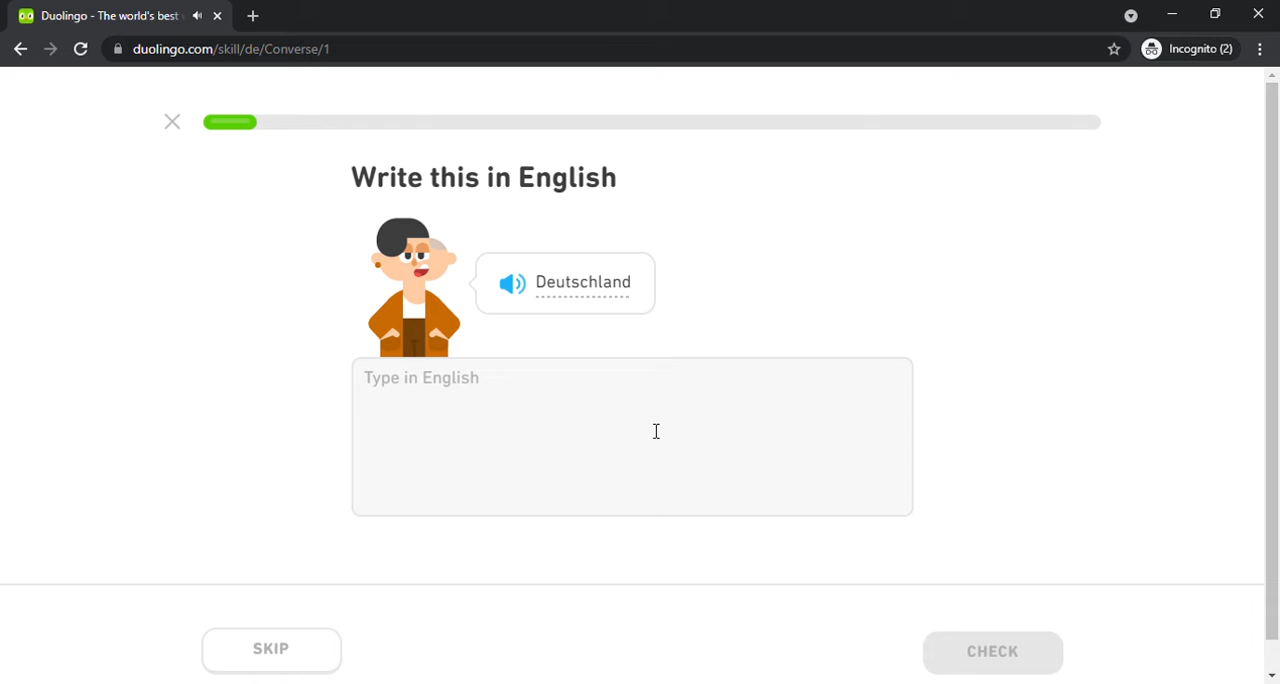 Duolingo - The world's best
duolingo.com/skill/de/Converse/1
Incognito (2)
Write this in English
Deutschland
Type in English
SKIP
CHECK